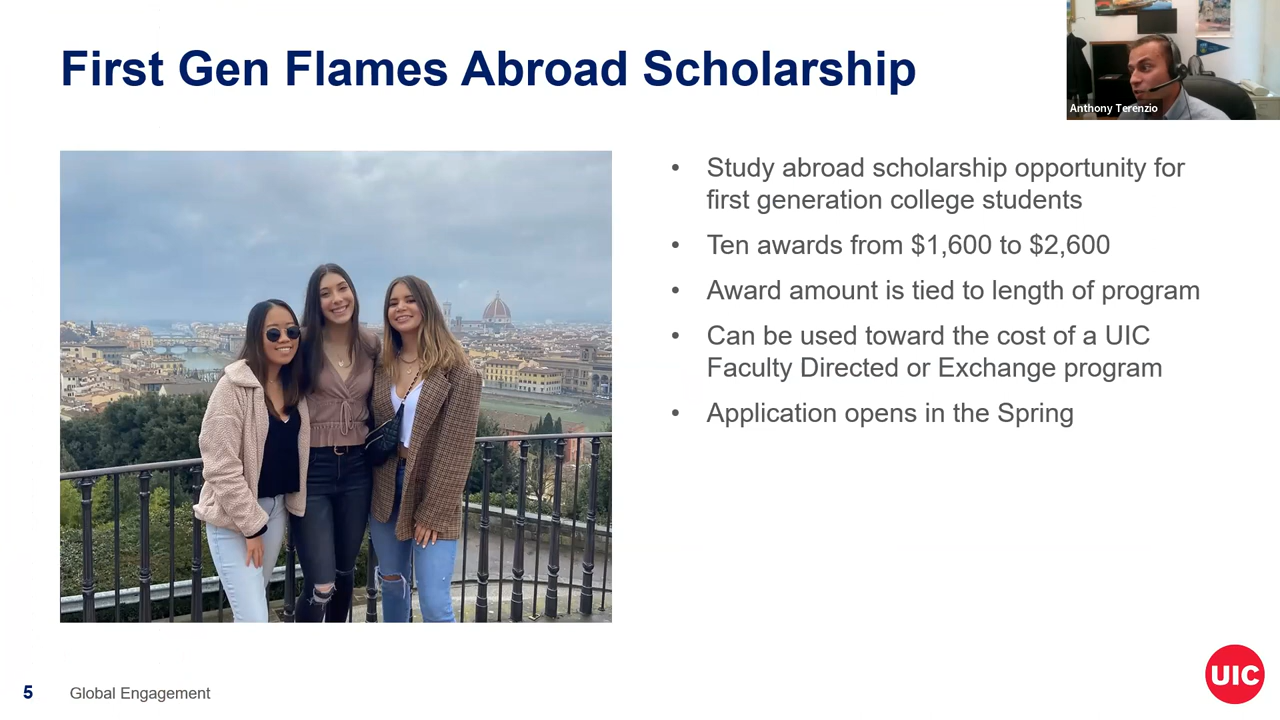 First Gen Flames Abroad Scholarship
Anthony Terenzio
• Study abroad scholarship opportunity for
first generation college students
• Ten awards from $1,600 to $2,600
• Award amount is tied to length of program
• Can be used toward the cost of a UIC
Faculty Directed or Exchange program
• Application opens in the Spring
5 Global Engagement
UIC